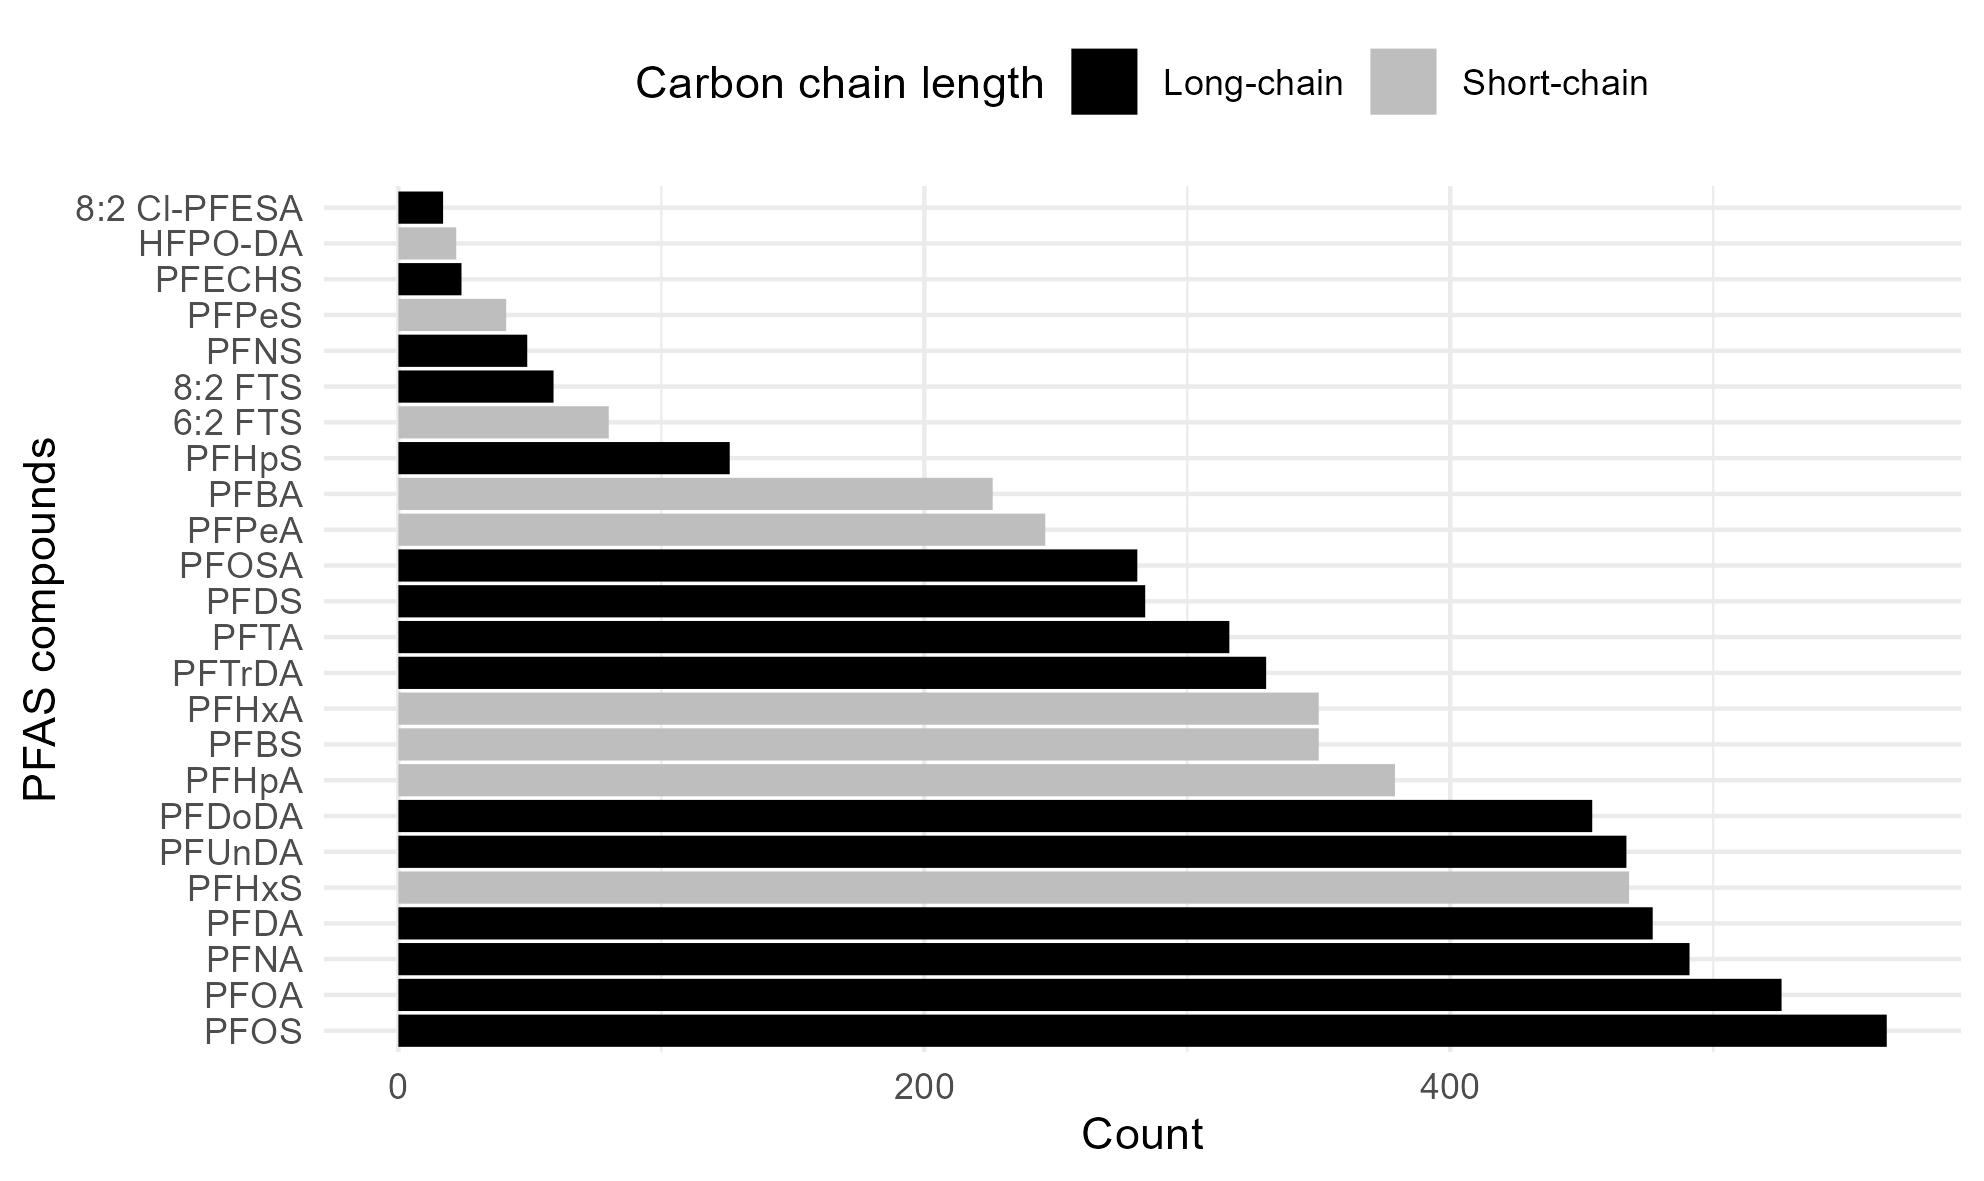 Carbon chain length Long-chain Short-chain
PFAS compounds
8:2 Cl-PFESA
HFPO-DA
PFECHS
PFPeS
PFNS
8:2 FTS
6:2 FTS
PFHpS
PFBA
PFPeA
PFOSA
PFDS
PFTA
PFTrDA
PFHxA
PFBS
PFHpA
PFDoDA
PFUnDA
PFHxS
PFDA
PFNA
PFOA
PFOS
0 200 400
Count